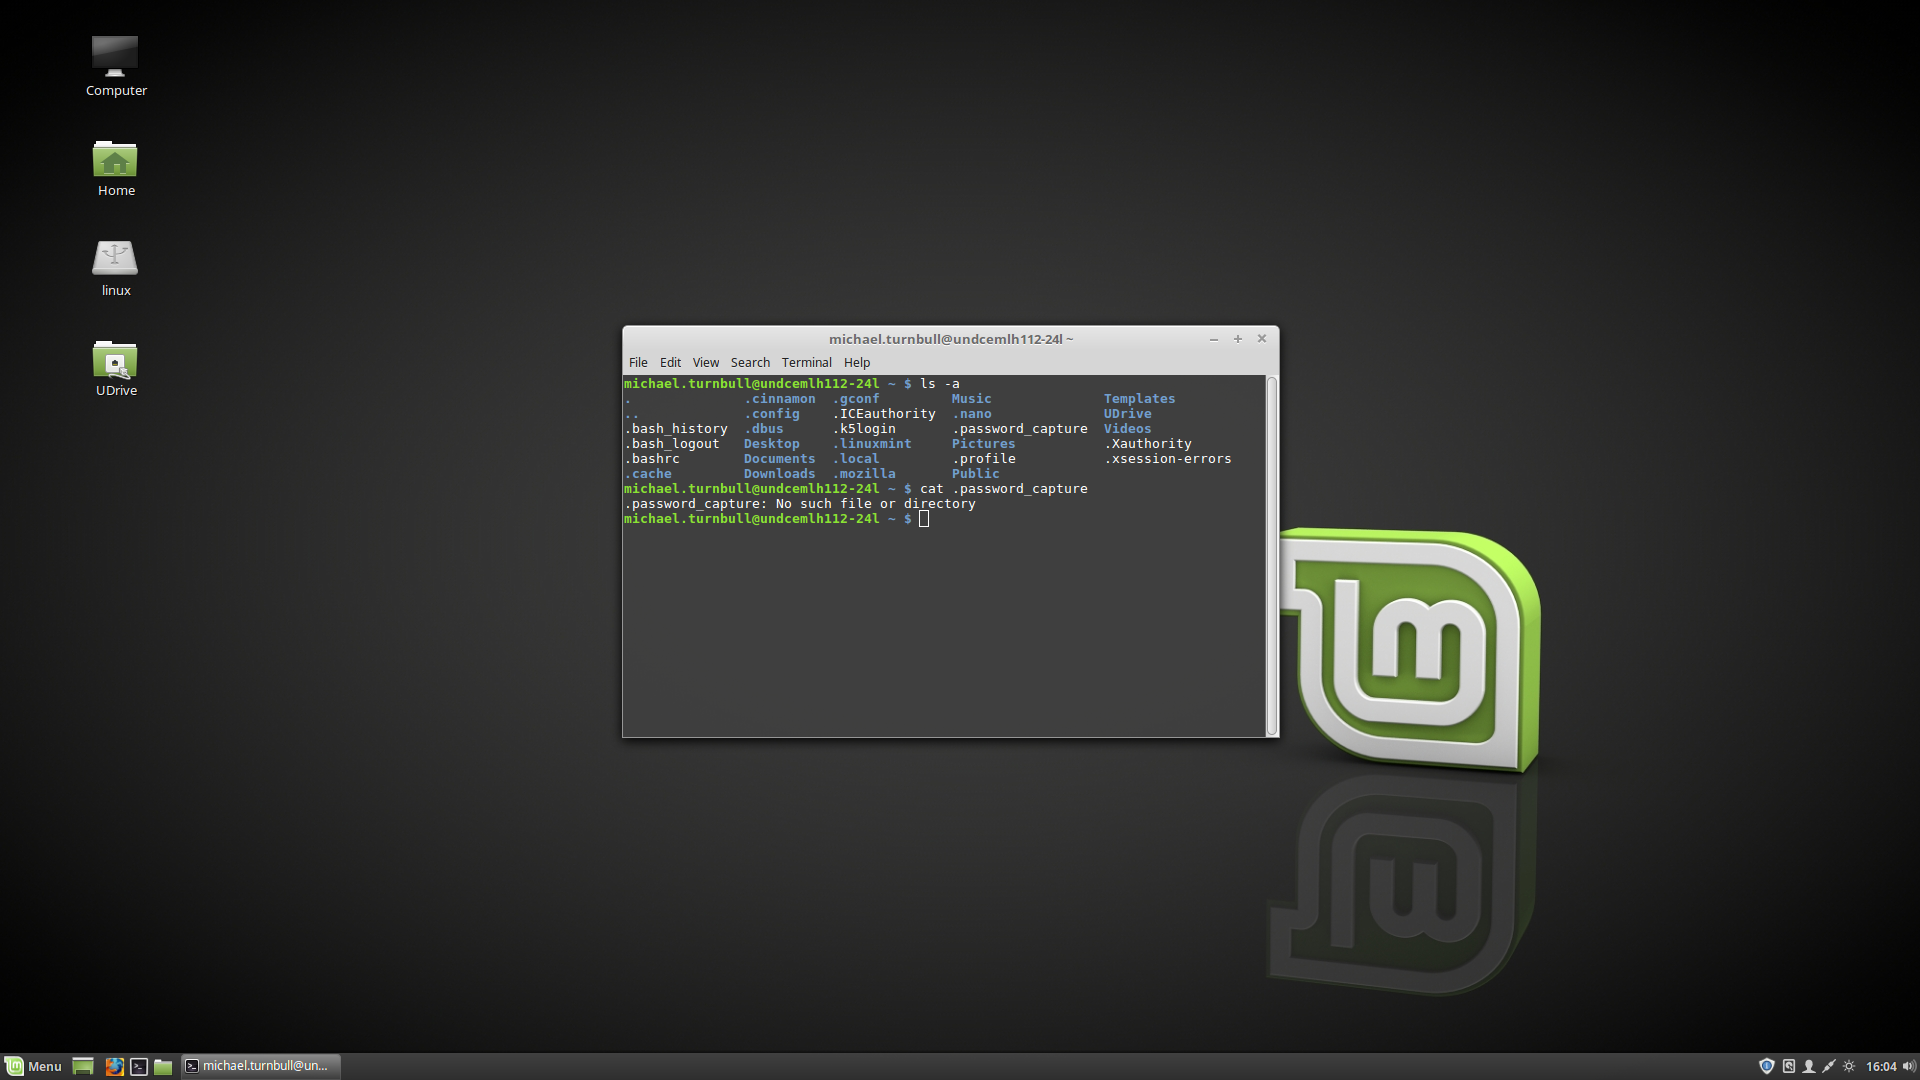 Computer
Home
linux
UDrive
michael.turnbull@undcemlh112-24l ~
File Edit View Search Terminal Help
michael.turnbull@undcemlh112-24l ~ $ ls -a
. .cinnamon .gconf Music Templates
.. .config .ICEauthority .nano UDrive
.bash_history .dbus .k5login .password_capture Videos
.bash_logout Desktop .linuxmint Pictures .Xauthority
.bashrc Documents .local .profile .xsession-errors
.cache Downloads .mozilla Public
michael.turnbull@undcemlh112-24l ~ $ cat .password_capture
.password_capture: No such file or directory
michael.turnbull@undcemlh112-24l ~ $
Menu michael.turnbull@un... 16:04